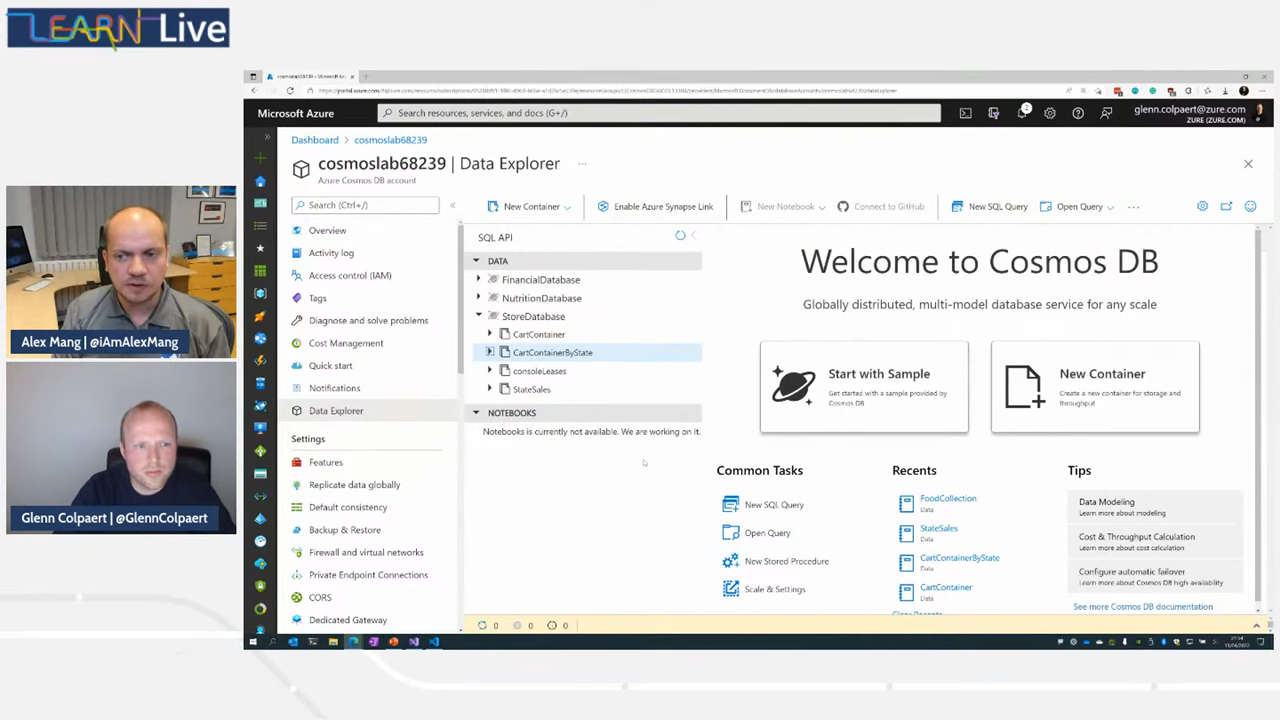 LEARN Live
cosmoslab68239 - Microsoft Az
Microsoft Azure
Search resources, services, and docs (G+/)
2
glenn.colpaert@zure.com
ZURE (ZURE.COM)
Dashboard > cosmoslab68239
cosmoslab68239 | Data Explorer ...
Azure Cosmos DB account
Search (Ctrl+/)
Overview
Activity log
Access control (IAM)
Tags
Diagnose and solve problems
Cost Management
Quick start
Notifications
Data Explorer
Settings
Features
Replicate data globally
Default consistency
Backup & Restore
Firewall and virtual networks
Private Endpoint Connections
CORS
Dedicated Gateway
New Container
Enable Azure Synapse Link
New Notebook
Connect to GitHub
New SQL Query
Open Query
...
SQL API
DATA
FinancialDatabase
NutritionDatabase
StoreDatabase
CartContainer
CartContainerByState
consoleLeases
StateSales
NOTEBOOKS
Notebooks is currently not available. We are working on it.
Welcome to Cosmos DB
Globally distributed, multi-model database service for any scale
Start with Sample
Get started with a sample provided by
Cosmos DB
New Container
Create a new container for storage and
throughput
Common Tasks
New SQL Query
Open Query
New Stored Procedure
Scale & Settings
Recents
FoodCollection
Data
StateSales
Data
CartContainerByState
Data
CartContainer
Data
Clear Recents
Tips
Data Modeling
Learn more about modeling
Cost & Throughput Calculation
Learn more about cost calculation
Configure automatic failover
Learn more about Cosmos DB high-availability
See more Cosmos DB documentation
0 0 0
Alex Mang | @iAmAlexMang
Glenn Colpaert | @GlennColpaert